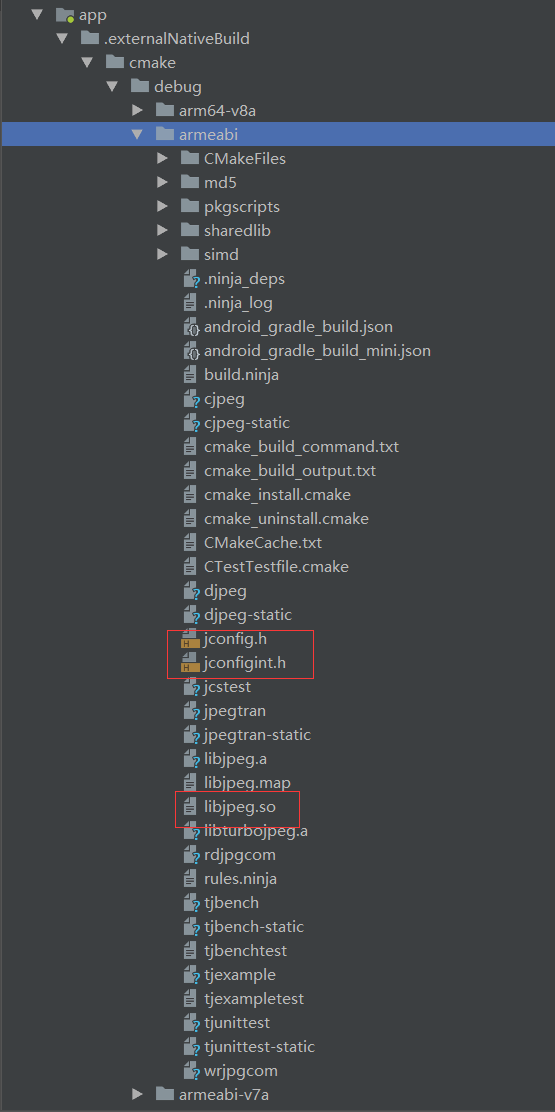 app
.externalNativeBuild
cmake
debug
arm64-v8a
armeabi
CMakeFiles
md5
pkgscripts
sharedlib
simd
.ninja_deps
.ninja_log
android_gradle_build.json
android_gradle_build_mini.json
build.ninja
cjpeg
cjpeg-static
cmake_build_command.txt
cmake_build_output.txt
cmake_install.cmake
cmake_uninstall.cmake
CMakeCache.txt
CTestTestfile.cmake
djpeg
djpeg-static
jconfig.h
jconfigint.h
jcstest
jpegtran
jpegtran-static
libjpeg.a
libjpeg.map
libjpeg.so
libturbojpeg.a
rdjpgcom
rules.ninja
tjbench
tjbench-static
tjbenchtest
tjexample
tjexampletest
tjunittest
tjunittest-static
wrjpgcom
armeabi-v7a